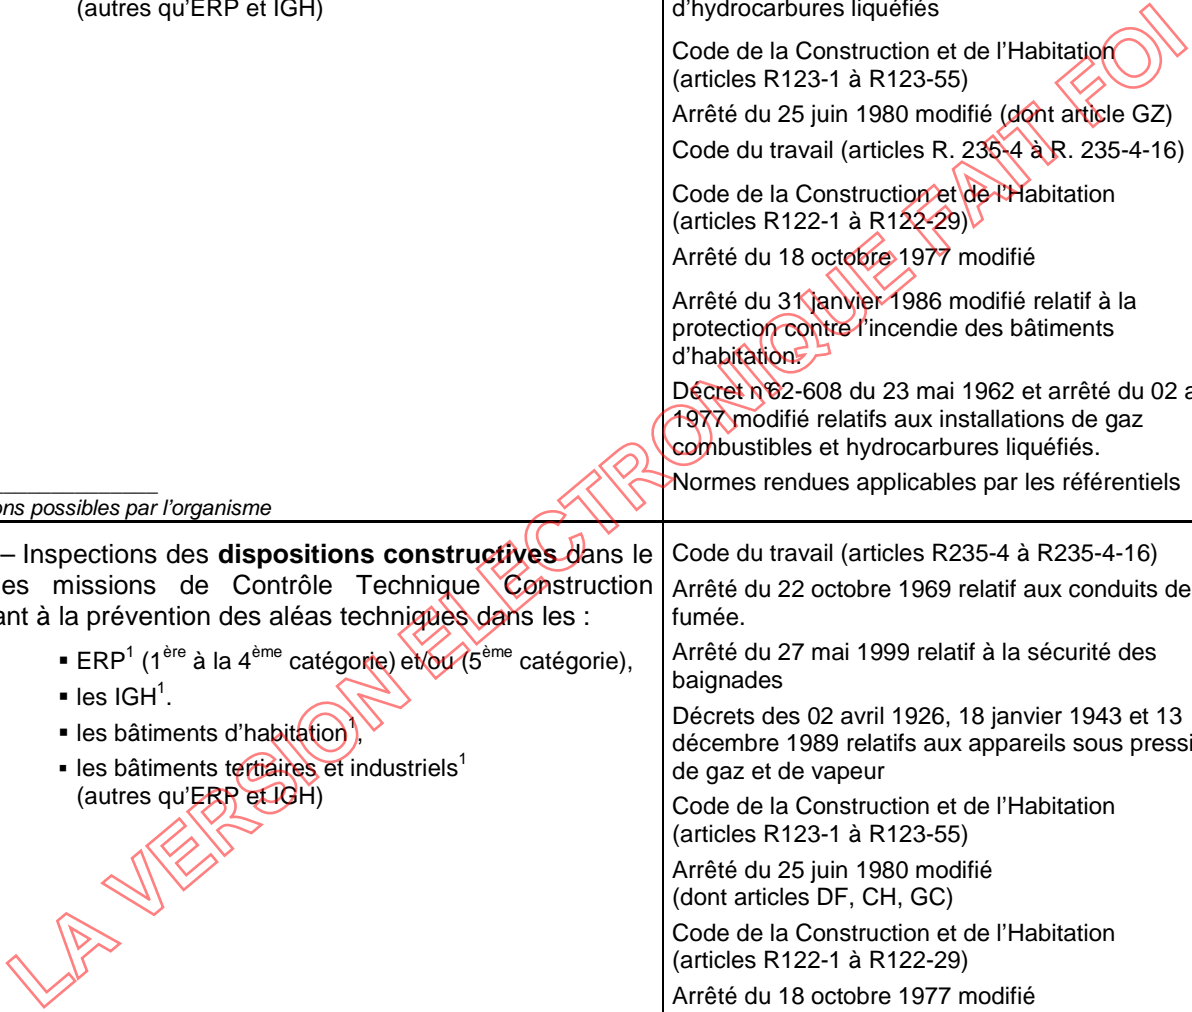 (autres qu'ERP et IGH)
d'hydrocarbures liquéfiés
Code de la Construction et de l'Habitation
(articles R123-1 à R123-55)
Arrêté du 25 juin 1980 modifié (dont article GZ)
Code du travail (articles R. 235-4 à R. 235-4-16)
Code de la Construction et de l'Habitation
(articles R122-1 à R122-29)
Arrêté du 18 octobre 1977 modifié
Arrêté du 31 janvier 1986 modifié relatif à la
protection contre l'incendie des bâtiments
d'habitation.
Décret n°62-608 du 23 mai 1962 et arrêté du 02 a
1977 modifié relatifs aux installations de gaz
combustibles et hydrocarbures liquéfiés.
Normes rendues applicables par les référentiels
ons possibles par l'organisme
– Inspections des dispositions constructives dans le
es missions de Contrôle Technique Construction
ant à la prévention des aléas techniques dans les :
▪ ERP¹ (1ère à la 4ème catégorie) et/ou (5ème catégorie),
▪ les IGH¹.
▪ les bâtiments d'habitation¹,
▪ les bâtiments tertiaires et industriels¹
(autres qu'ERP et IGH)
Code du travail (articles R235-4 à R235-4-16)
Arrêté du 22 octobre 1969 relatif aux conduits de
fumée.
Arrêté du 27 mai 1999 relatif à la sécurité des
baignades
Décrets des 02 avril 1926, 18 janvier 1943 et 13
décembre 1989 relatifs aux appareils sous pressi
de gaz et de vapeur
Code de la Construction et de l'Habitation
(articles R123-1 à R123-55)
Arrêté du 25 juin 1980 modifié
(dont articles DF, CH, GC)
Code de la Construction et de l'Habitation
(articles R122-1 à R122-29)
Arrêté du 18 octobre 1977 modifié
LA VERSION ELECTRONIQUE FAIT FOI